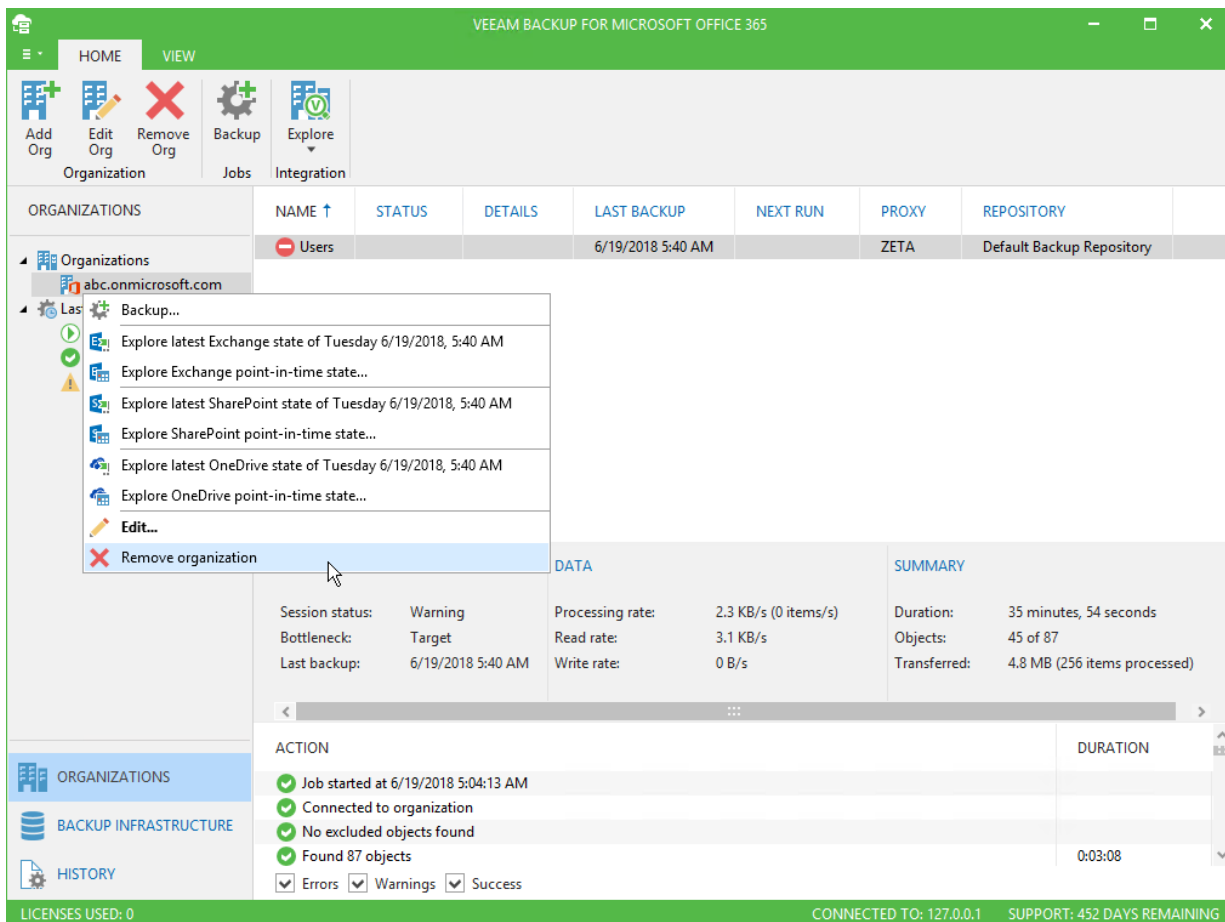 VEEAM BACKUP FOR MICROSOFT OFFICE 365
HOME VIEW
Add Org
Edit Org
Remove Org
Backup
Explore
Organization
Jobs
Integration
ORGANIZATIONS
Organizations
abc.onmicrosoft.com
Las
NAME STATUS DETAILS LAST BACKUP NEXT RUN PROXY REPOSITORY
Users 6/19/2018 5:40 AM ZETA Default Backup Repository
Backup...
Explore latest Exchange state of Tuesday 6/19/2018, 5:40 AM
Explore Exchange point-in-time state...
Explore latest SharePoint state of Tuesday 6/19/2018, 5:40 AM
Explore SharePoint point-in-time state...
Explore latest OneDrive state of Tuesday 6/19/2018, 5:40 AM
Explore OneDrive point-in-time state...
Edit...
Remove organization
DATA SUMMARY
Session status: Warning Processing rate: 2.3 KB/s (0 items/s) Duration: 35 minutes, 54 seconds
Bottleneck: Target Read rate: 3.1 KB/s Objects: 45 of 87
Last backup: 6/19/2018 5:40 AM Write rate: 0 B/s Transferred: 4.8 MB (256 items processed)
ACTION DURATION
Job started at 6/19/2018 5:04:13 AM
Connected to organization
No excluded objects found
Found 87 objects 0:03:08
Errors Warnings Success
ORGANIZATIONS
BACKUP INFRASTRUCTURE
HISTORY
LICENSES USED: 0 CONNECTED TO: 127.0.0.1 SUPPORT: 452 DAYS REMAINING